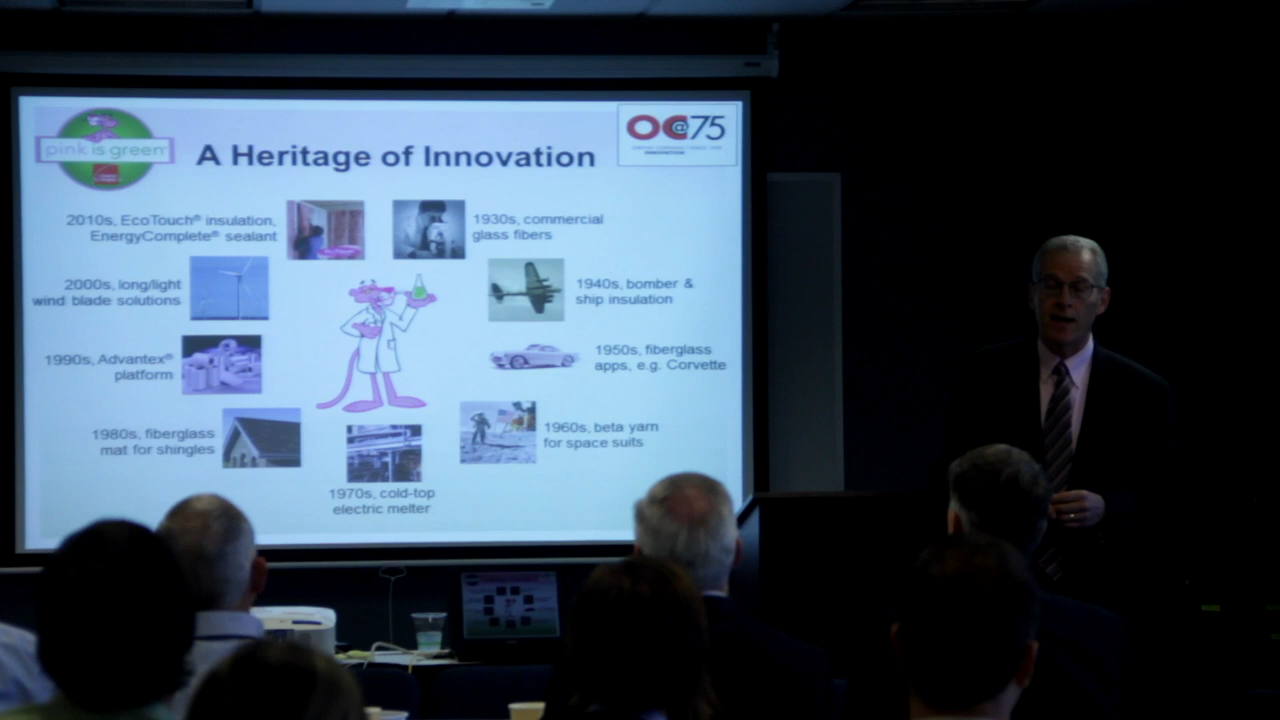 pink is green
A Heritage of Innovation
OC@75
INNOVATION
1930s, commercial
glass fibers
1940s, bomber &
ship insulation
1950s, fiberglass
apps, e.g. Corvette
1960s, beta yarn
for space suits
1970s, cold-top
electric melter
1980s, fiberglass
mat for shingles
1990s, Advantex®
platform
2000s, long/light
wind blade solutions
2010s, EcoTouch® insulation,
EnergyComplete® sealant